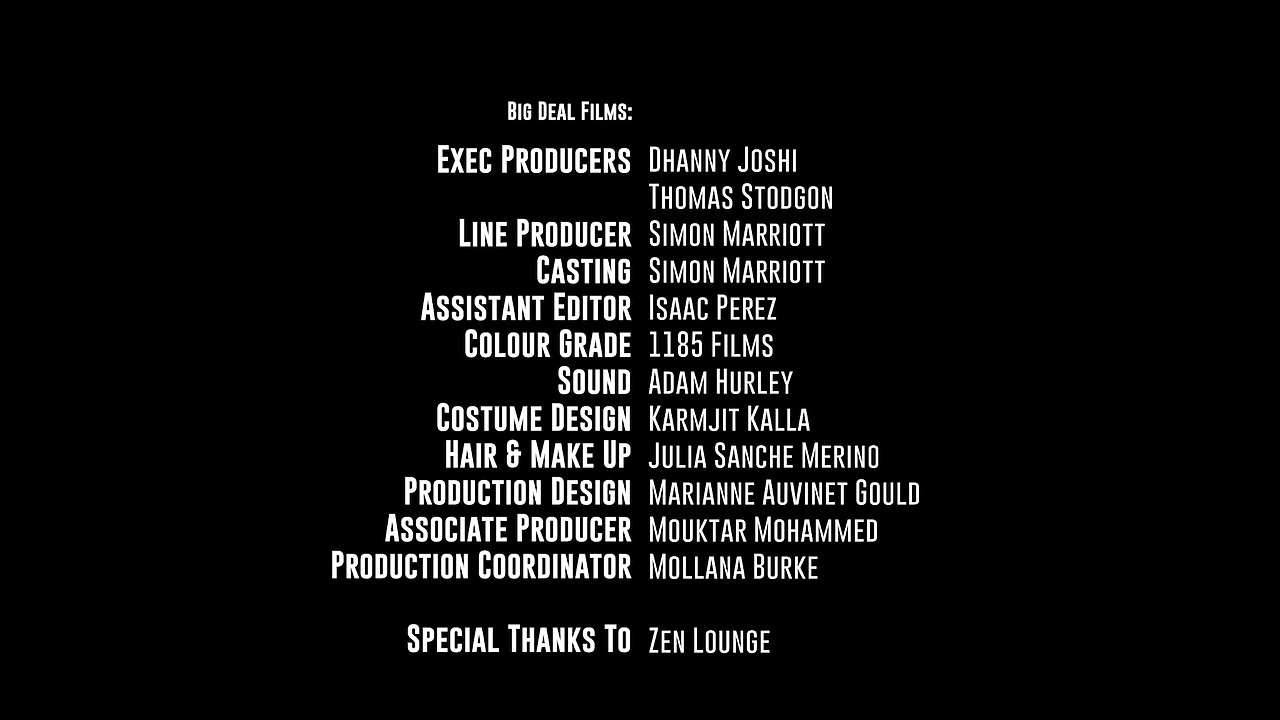 Big Deal Films:
Exec Producers Dhanny Joshi
Thomas Stodgon
Line Producer Simon Marriott
Casting Simon Marriott
Assistant Editor Isaac Perez
Colour Grade 1185 Films
Sound Adam Hurley
Costume Design Karmjit Kalla
Hair & Make Up Julia Sanche Merino
Production Design Marianne Auvinet Gould
Associate Producer Mouktar Mohammed
Production Coordinator Mollana Burke
Special Thanks To Zen Lounge